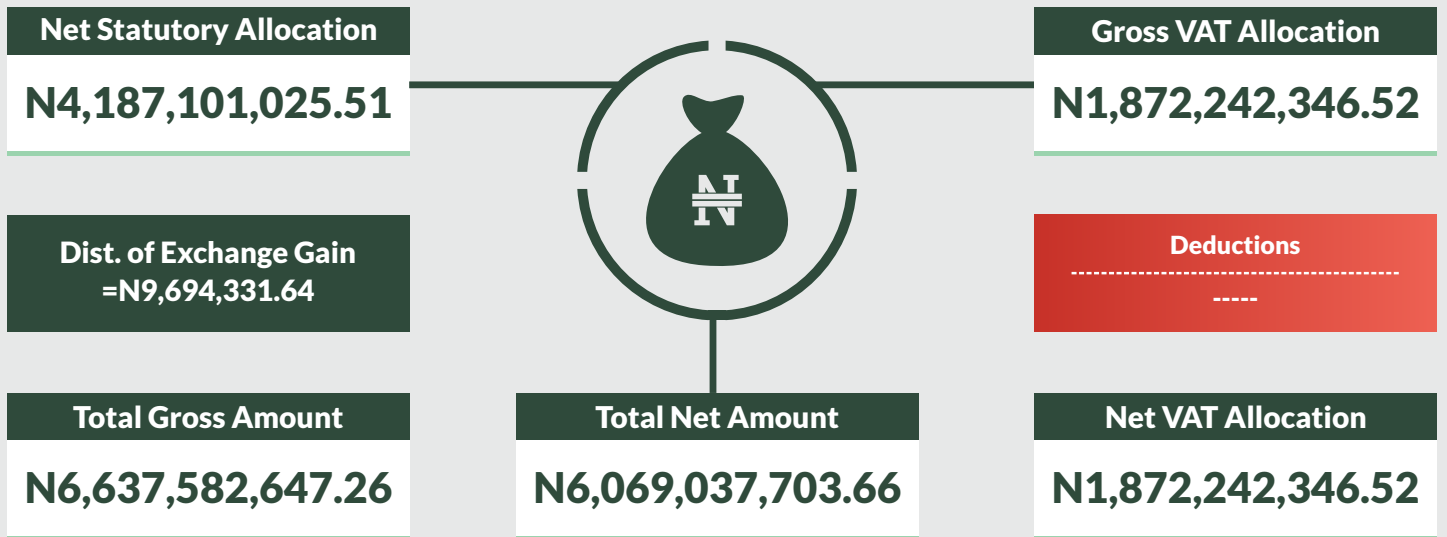 Net Statutory Allocation
N4,187,101,025.51
Gross VAT Allocation
N1,872,242,346.52
₦
Dist. of Exchange Gain
=N9,694,331.64
Deductions
--------------------------------------------
-----
Total Gross Amount
N6,637,582,647.26
Total Net Amount
N6,069,037,703.66
Net VAT Allocation
N1,872,242,346.52